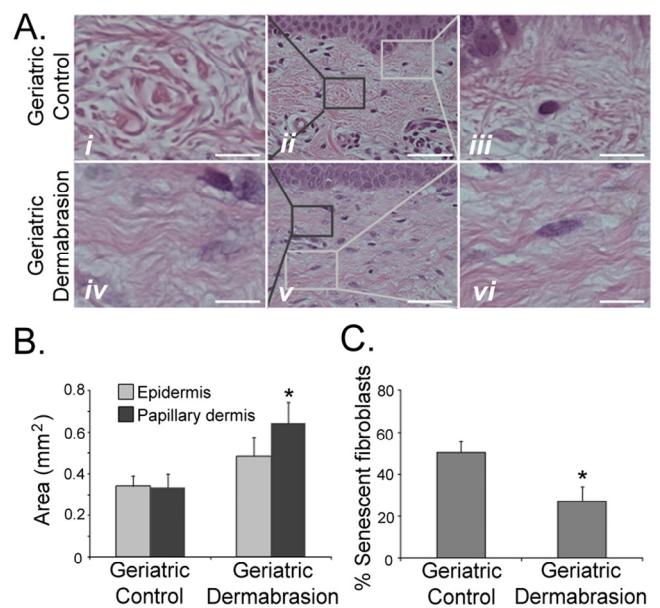 A.
Geriatric
Control
i
ii
iii
Geriatric
Dermabrasion
iv
v
vi
B.
Area (mm²)
0.8
0.6
0.4
0.2
0
Epidermis
Papillary dermis
*
Geriatric
Control
Geriatric
Dermabrasion
C.
% Senescent fibroblasts
80
60
40
20
0
*
Geriatric
Control
Geriatric
Dermabrasion